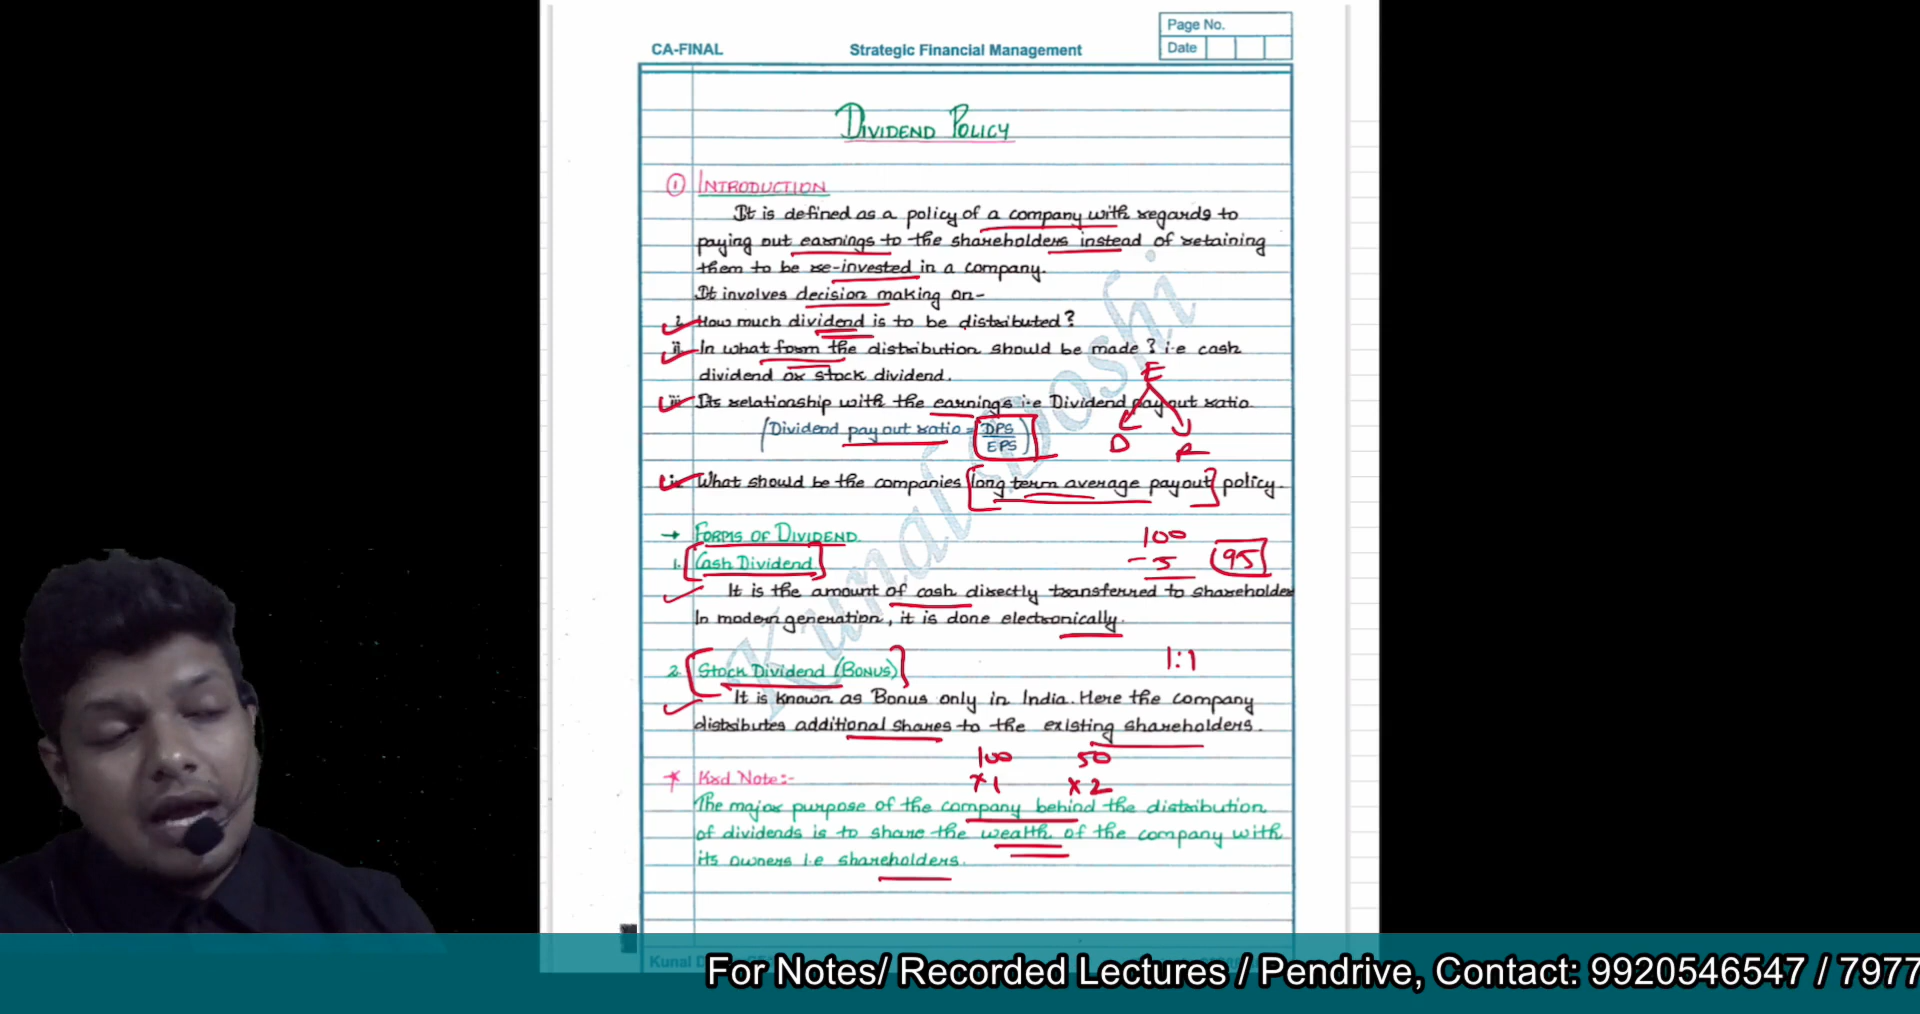 Page No.
CA-FINAL Strategic Financial Management Date
DIVIDEND POLICY
① INTRODUCTION
It is defined as a policy of a company with regards to
paying out earnings to the shareholders instead of retaining
them to be re-invested in a company.
It involves decision making on-
i. How much dividend is to be distributed?
ii. In what form the distribution should be made? i.e cash
dividend or stock dividend.
E
iii. Its relationship with the earnings i.e Dividend pay out ratio.
(Dividend pay out ratio = DPS
EPS)
D R
iv. What should be the companies long term average payout policy.
→ FORMS OF DIVIDEND 100
1. Cash Dividend - 5 95
It is the amount of cash directly transferred to shareholder
In modern generation, it is done electronically.
1:1
2. Stock Dividend (BONUS)
It is known as Bonus only in India. Here the company
distributes additional shares to the existing shareholders.
100 50
* Kxd Note:- x1 x2
The major purpose of the company behind the distribution
of dividends is to share the wealth of the company with
its owners i.e shareholders.
Kunal Doshi
Kunal
For Notes/ Recorded Lectures / Pendrive, Contact: 9920546547 / 7977